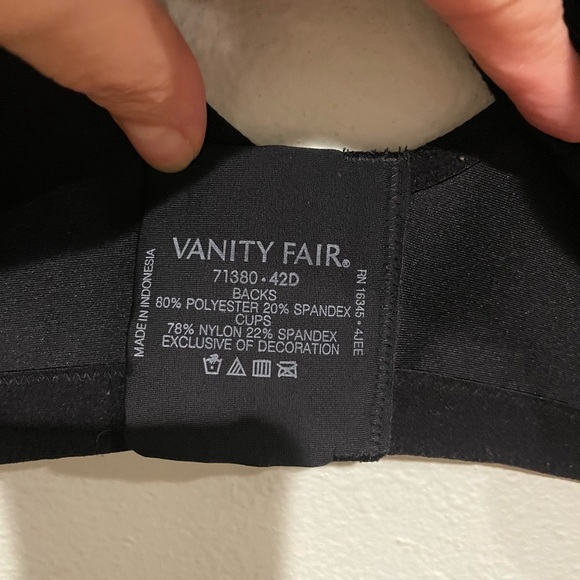 VANITY FAIR®
71380 • 42D
BACKS
80% POLYESTER 20% SPANDEX
CUPS
78% NYLON 22% SPANDEX
EXCLUSIVE OF DECORATION
MADE IN INDONESIA
RN 16345 • 4JEE